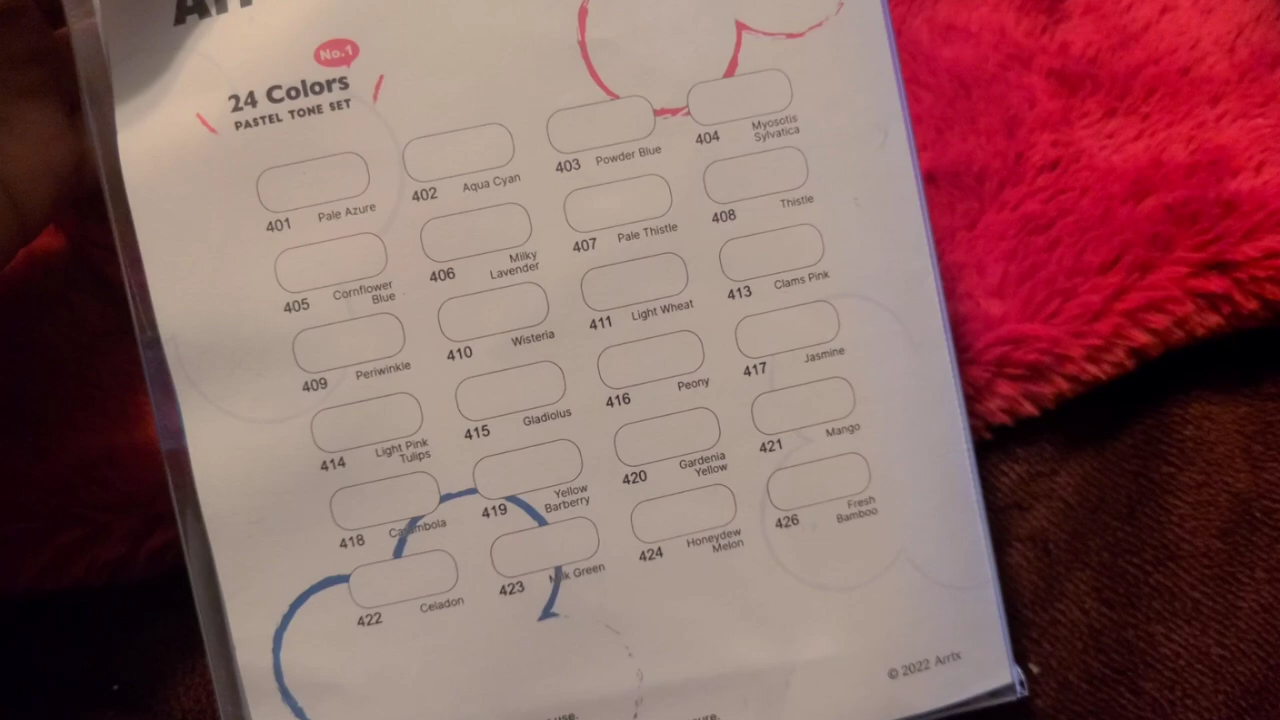 No.1
24 Colors
PASTEL TONE SET
401 Pale Azure
402 Aqua Cyan
403 Powder Blue
404 Myosotis
Sylvatica
405 Cornflower
Blue
406 Milky
Lavender
407 Pale Thistle
408 Thistle
409 Periwinkle
410 Wisteria
411 Light Wheat
413 Clams Pink
414 Light Pink
Tulips
415 Gladiolus
416 Peony
417 Jasmine
418
419 Yellow
Barberry
420 Gardenia
Yellow
421 Mango
422 Celadon
423 Milk Green
424 Honeydew
Melon
426 Fresh
Bamboo
© 2022 Arrtx